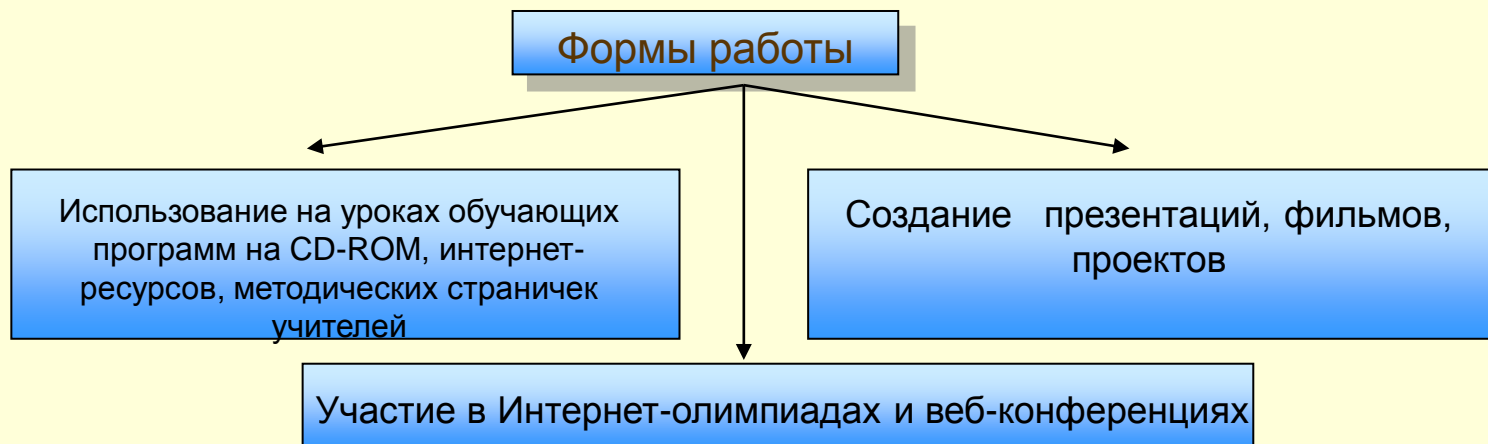 Формы работы
Использование на уроках обучающих
программ на CD-ROM, интернет-
ресурсов, методических страничек
учителей
Создание презентаций, фильмов,
проектов
Участие в Интернет-олимпиадах и веб-конференциях